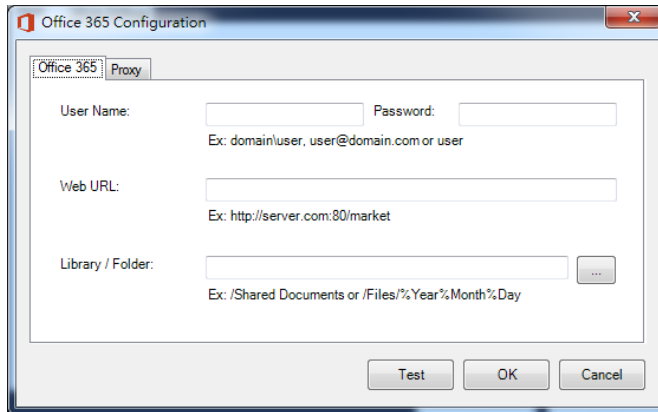 Office 365 Configuration
Office 365 Proxy
User Name: Password:
Ex: domain\user, user@domain.com or user
Web URL:
Ex: http://server.com:80/market
Library / Folder: ...
Ex: /Shared Documents or /Files/%Year%Month%Day
Test OK Cancel